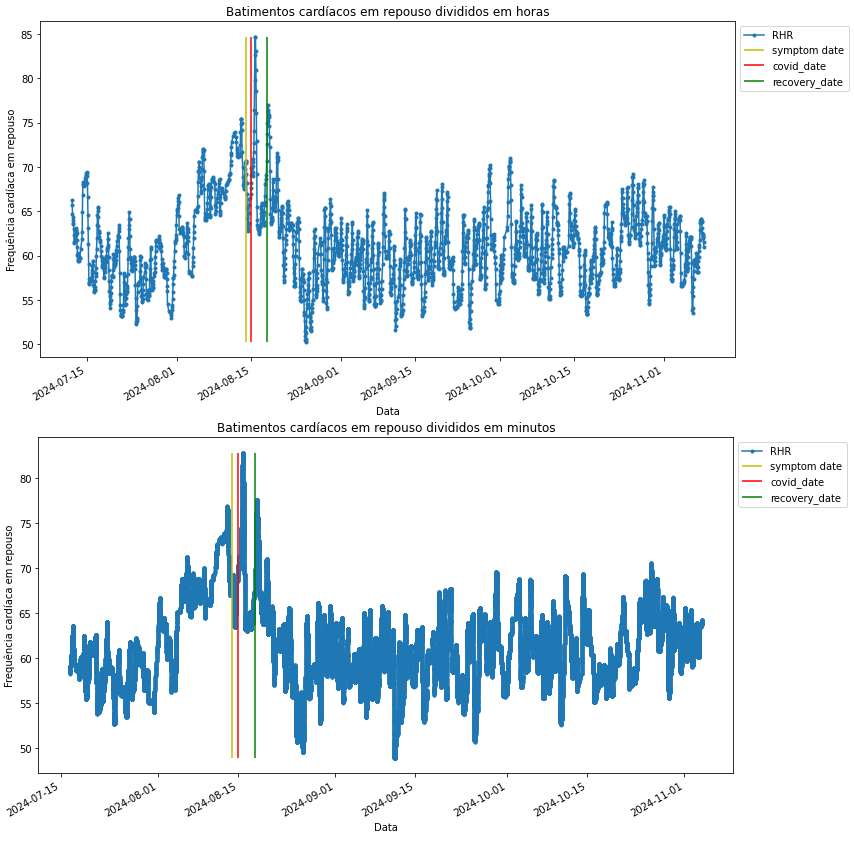 Batimentos cardíacos em repouso divididos em horas
RHR
symptom date
covid_date
recovery_date
Frequência cardíaca em repouso
85
80
75
70
65
60
55
50
2024-07-15
2024-08-01
2024-08-15
2024-09-01
2024-09-15
2024-10-01
2024-10-15
2024-11-01
Data
Batimentos cardíacos em repouso divididos em minutos
RHR
symptom date
covid_date
recovery_date
Frequência cardíaca em repouso
80
75
70
65
60
55
50
2024-07-15
2024-08-01
2024-08-15
2024-09-01
2024-09-15
2024-10-01
2024-10-15
2024-11-01
Data